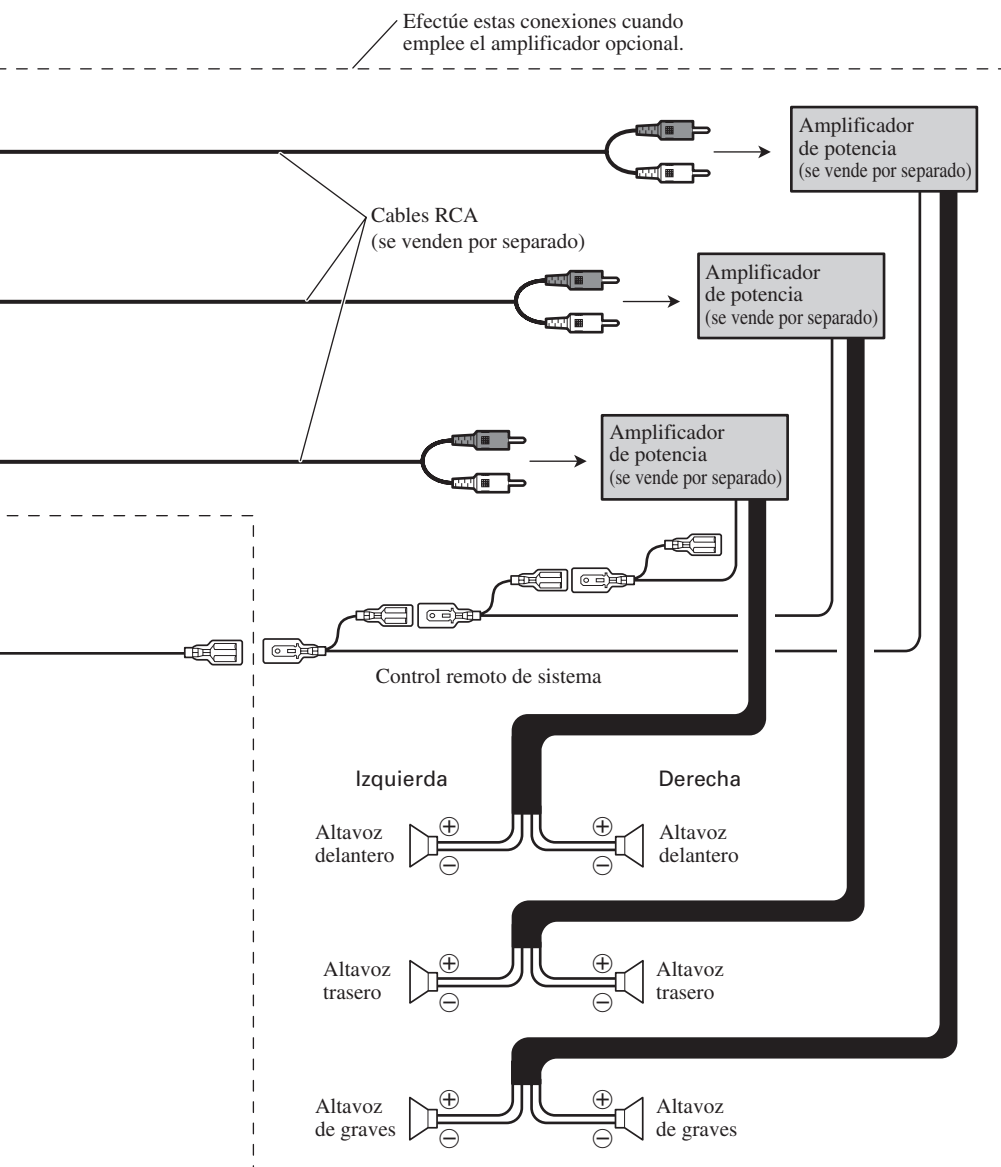 Efectúe estas conexiones cuando
emplee el amplificador opcional.
Amplificador
de potencia
(se vende por separado)
Cables RCA
(se venden por separado)
Amplificador
de potencia
(se vende por separado)
Amplificador
de potencia
(se vende por separado)
Control remoto de sistema
Izquierda
Derecha
Altavoz
delantero
+
−
+
−
Altavoz
delantero
Altavoz
trasero
+
−
+
−
Altavoz
trasero
Altavoz
de graves
+
−
+
−
Altavoz
de graves